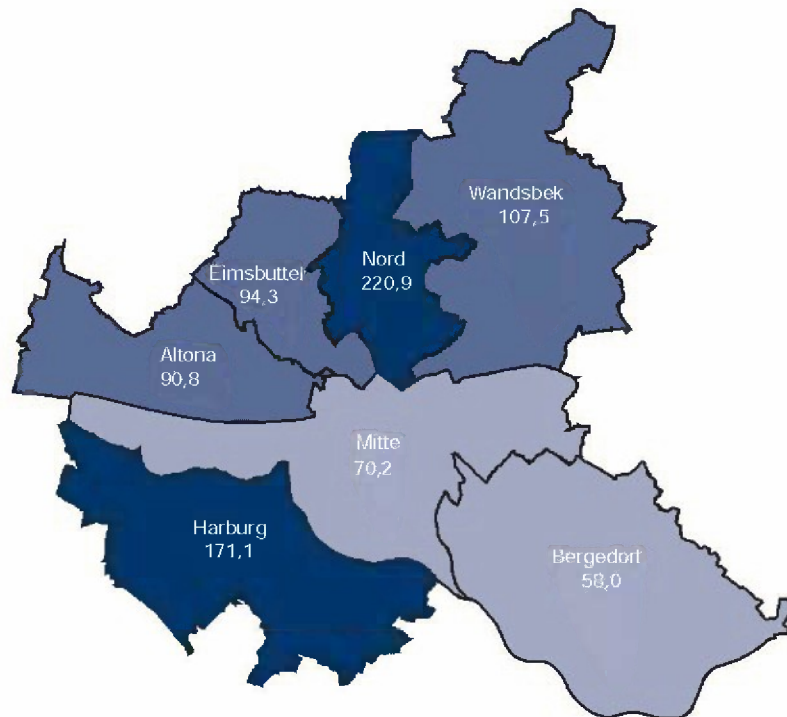 Wandsbek
107,5
Nord
220,9
Eimsbuttel
94,3
Altona
90,8
Mitte
70,2
Harburg
171,1
Bergedorf
58,0